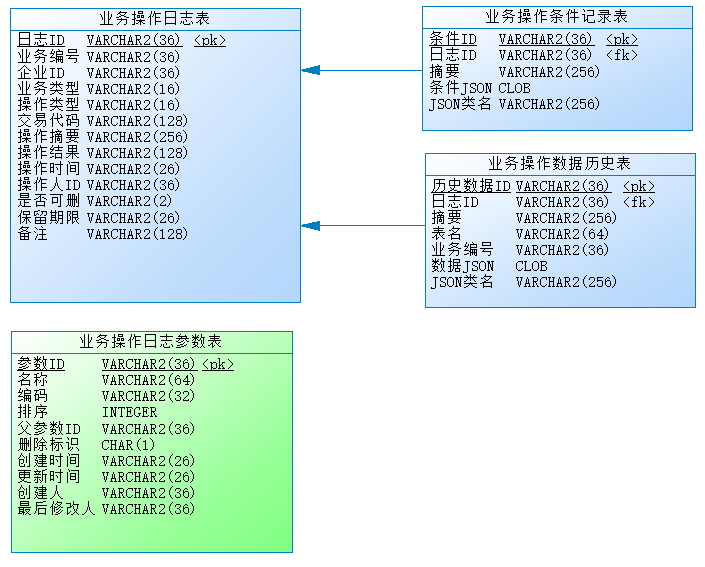 业务操作日志表
日志ID VARCHAR2(36) <pk>
业务编号 VARCHAR2(36)
企业ID VARCHAR2(36)
业务类型 VARCHAR2(16)
操作类型 VARCHAR2(16)
交易代码 VARCHAR2(128)
操作摘要 VARCHAR2(256)
操作结果 VARCHAR2(128)
操作时间 VARCHAR2(26)
操作人ID VARCHAR2(36)
是否可删 VARCHAR2(2)
保留期限 VARCHAR2(26)
备注 VARCHAR2(128)
业务操作条件记录表
条件ID VARCHAR2(36) <pk>
日志ID VARCHAR2(36) <fk>
摘要 VARCHAR2(256)
条件JSON CLOB
JSON类名 VARCHAR2(256)
业务操作数据历史表
历史数据ID VARCHAR2(36) <pk>
日志ID VARCHAR2(36) <fk>
摘要 VARCHAR2(256)
表名 VARCHAR2(64)
业务编号 VARCHAR2(36)
数据JSON CLOB
JSON类名 VARCHAR2(256)
业务操作日志参数表
参数ID VARCHAR2(36) <pk>
名称 VARCHAR2(64)
编码 VARCHAR2(32)
排序 INTEGER
父参数ID VARCHAR2(36)
删除标识 CHAR(1)
创建时间 VARCHAR2(26)
更新时间 VARCHAR2(26)
创建人 VARCHAR2(36)
最后修改人 VARCHAR2(36)